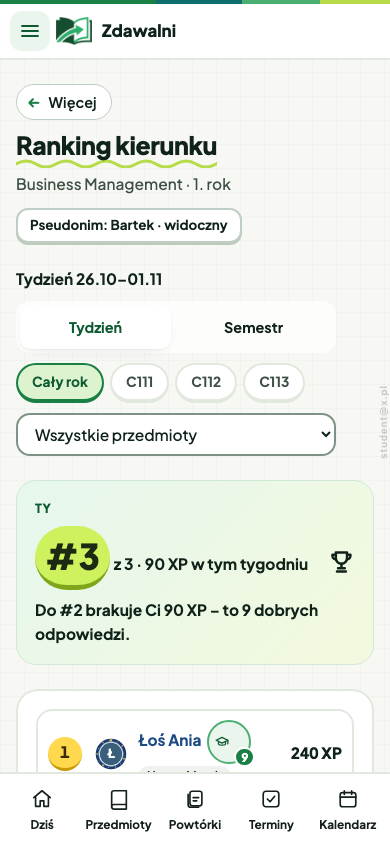 Zdawalni
← Więcej
Ranking kierunku
Business Management · 1. rok
Pseudonim: Bartek · widoczny
Tydzień 26.10–01.11
Tydzień Semestr
Cały rok C111 C112 C113
Wszystkie przedmioty
student@x.pl
TY
#3 z 3 · 90 XP w tym tygodniu
Do #2 brakuje Ci 90 XP – to 9 dobrych
odpowiedzi.
1 Ł Łoś Ania 9 240 XP
Dziś Przedmioty Powtórki Terminy Kalendarz